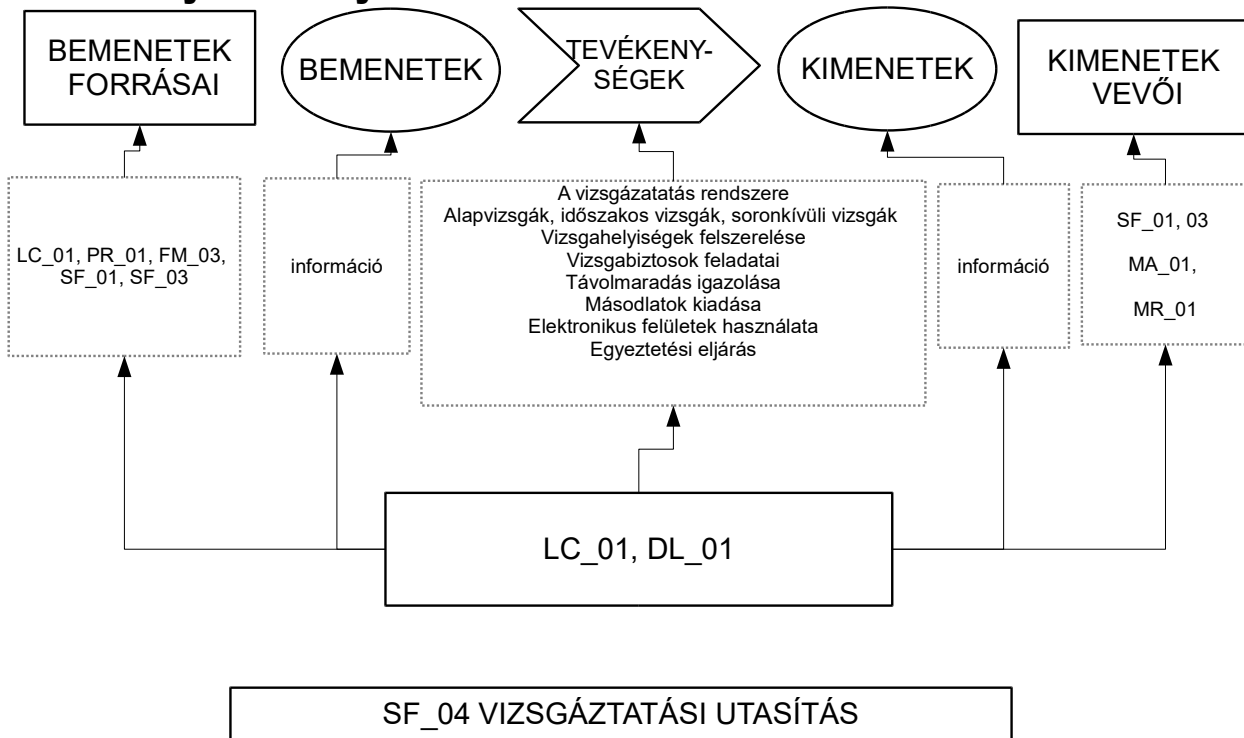 BEMENETEK
FORRÁSAI
BEMENETEK
TEVÉKENY-
SÉGEK
KIMENETEK
KIMENETEK
VEVŐI
LC_01, PR_01, FM_03,
SF_01, SF_03
információ
A vizsgázatatás rendszere
Alapvizsgák, időszakos vizsgák, soronkívüli vizsgák
Vizsgahelyiségek felszerelése
Vizsgabiztosok feladatai
Távolmaradás igazolása
Másodlatok kiadása
Elektronikus felületek használata
Egyeztetési eljárás
információ
SF_01, 03
MA_01,
MR_01
LC_01, DL_01
SF_04 VIZSGÁZTATÁSI UTASÍTÁS